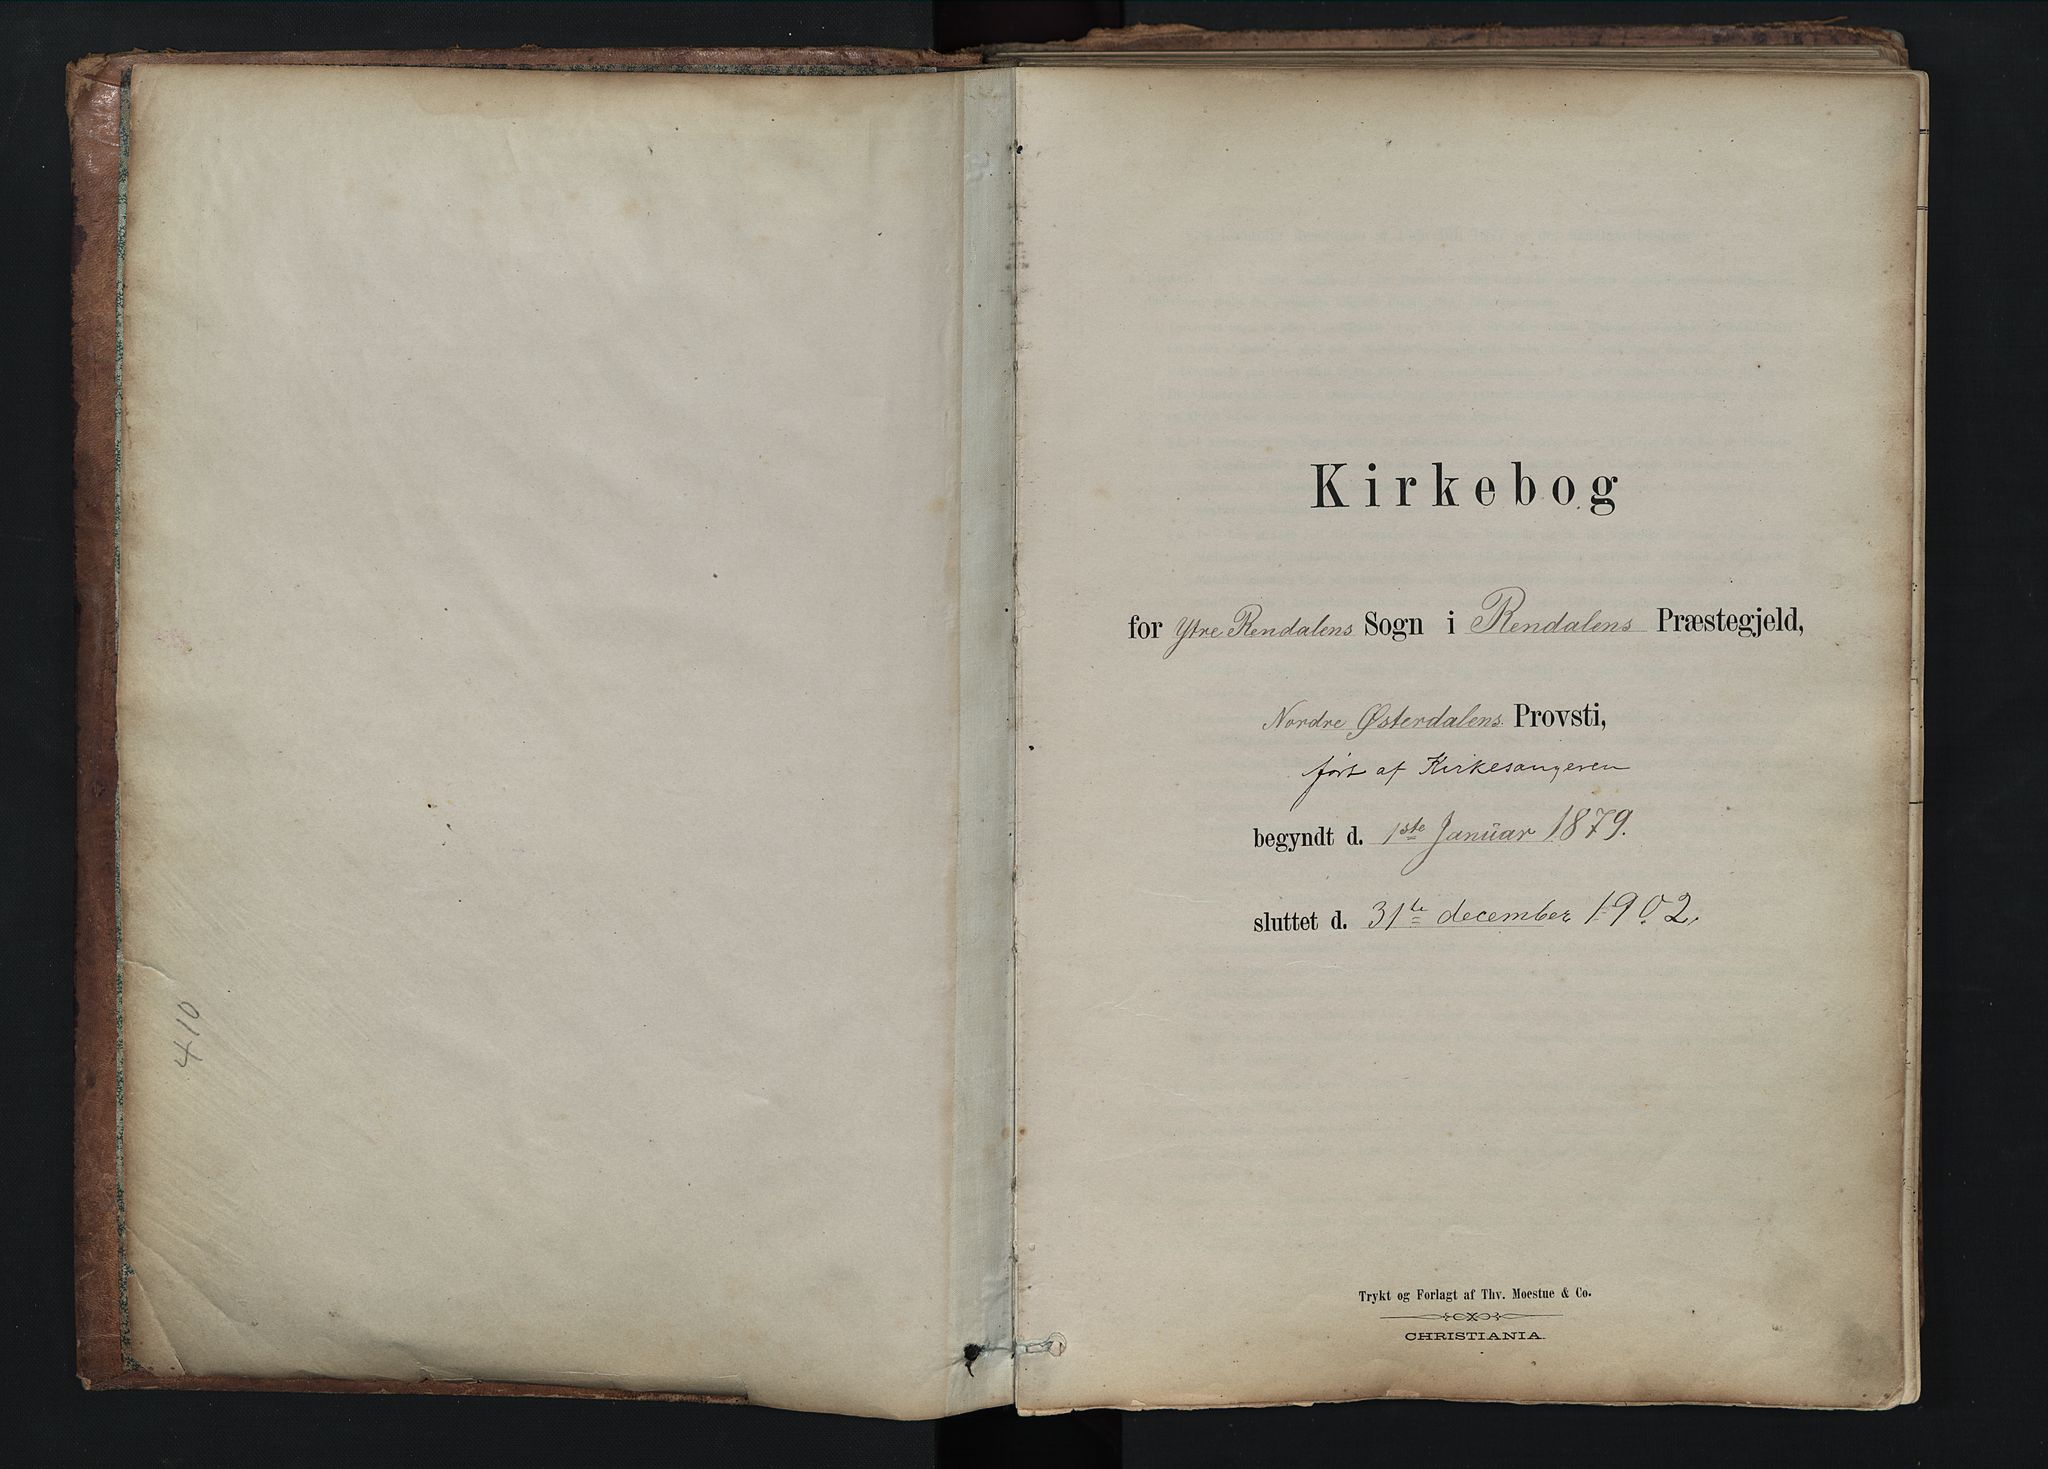 410
Kirkebog
for Ytre Rendalens Sogn i Rendalens Præstegjeld,
Nordre Østerdalens Provsti,
ført af Kirkesangeren
begyndt d. 1ste Januar 1879.
sluttet d. 31te december 1902.
Trykt og Forlagt af Thv. Moestue & Co.
CHRISTIANIA.